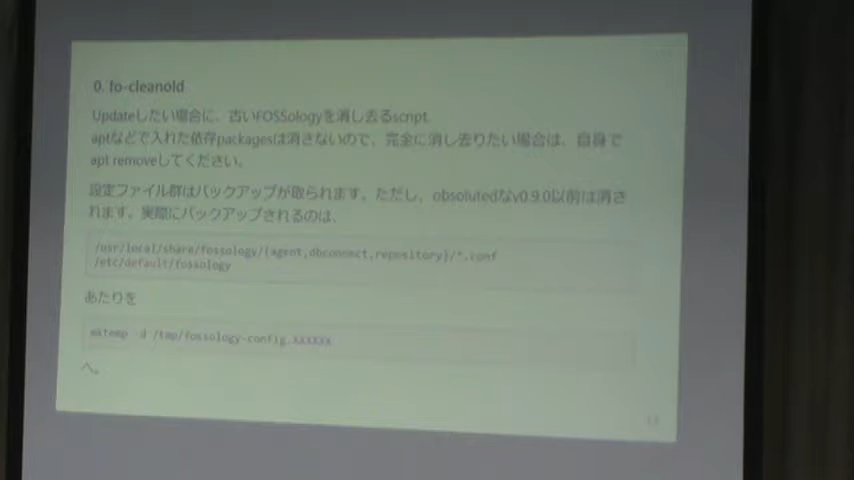 0. fo-cleanold
Updateしたい場合に、古いFOSSologyを消し去るscript.
aptなどで入れた依存packagesは消さないので、完全に消し去りたい場合は、自身で
apt removeしてください。
設定ファイル群はバックアップが取られます。ただし、obsolutedなv0.9.0以前は消さ
れます。実際にバックアップされるのは、
/usr/local/share/fossology/{agent,dbconnect,repository}/*.conf
/etc/default/fossology
あたりを
mktemp -d /tmp/fossology-config.XXXXXX
へ。